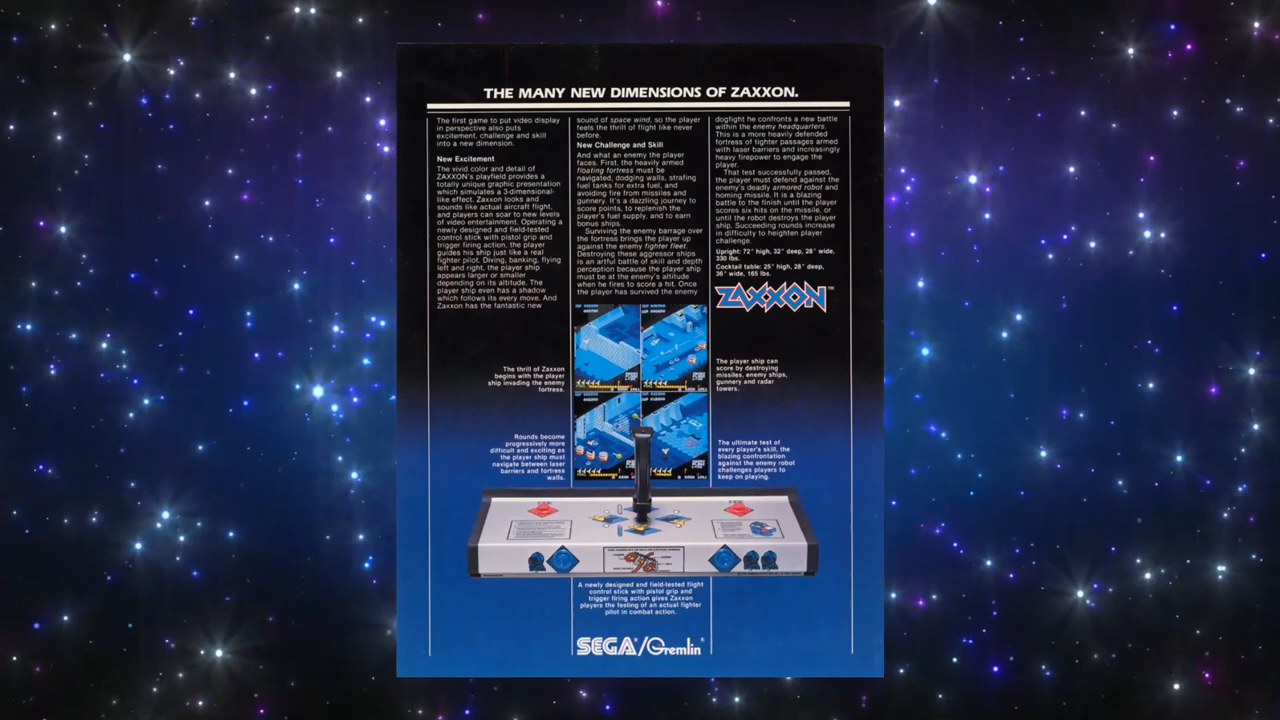 THE MANY NEW DIMENSIONS OF ZAXXON.
The first game to put video display
in perspective also puts
excitement, challenge and skill
into a new dimension.
New Excitement
The vivid color and detail of
ZAXXON's playfield provides a
totally unique graphic presentation
which simulates a 3-dimensional-
like effect. Zaxxon looks and
sounds like actual aircraft flight,
and players can soar to new levels
of video entertainment. Operating a
newly designed and field-tested
control stick with pistol grip and
trigger firing action, the player
guides his ship just like a real
fighter pilot. Diving, banking, flying
left and right, the player ship
appears larger or smaller
depending on its altitude. The
player ship even has a shadow
which follows its every move. And
Zaxxon has the fantastic new
sound of space wind, so the player
feels the thrill of flight like never
before.
New Challenge and Skill
And what an enemy the player
faces. First, the heavily armed
floating fortress must be
navigated, dodging walls, strafing
fuel tanks for extra fuel, and
avoiding fire from missiles and
gunnery. It's a dazzling journey to
score points, to replenish the
player's fuel supply, and to earn
bonus ships.
Surviving the enemy barrage over
the fortress brings the player up
against the enemy fighter fleet.
Destroying these aggressor ships
is an artful battle of skill and depth
perception because the player ship
must be at the enemy's altitude
when he fires to score a hit. Once
the player has survived the enemy
dogfight he confronts a new battle
within the enemy headquarters.
This is a more heavily defended
fortress of tighter passages armed
with laser barriers and increasingly
heavy firepower to engage the
player.
That test successfully passed,
the player must defend against the
enemy's deadly armored robot and
homing missile. It is a blazing
battle to the finish until the player
scores six hits on the missile, or
until the robot destroys the player
ship. Succeeding rounds increase
in difficulty to heighten player
challenge.
Upright: 72" high, 32" deep, 28" wide,
330 lbs.
Cocktail table: 25" high, 28" deep,
36" wide, 165 lbs.
ZAXXON™
The thrill of Zaxxon
begins with the player
ship invading the enemy
fortress.
The player ship can
score by destroying
missiles, enemy ships,
gunnery and radar
towers.
Rounds become
progressively more
difficult and exciting as
the player ship must
navigate between laser
barriers and fortress
walls.
The ultimate test of
every player's skill, the
blazing confrontation
against the enemy robot
challenges players to
keep on playing.
A newly designed and field-tested flight
control stick with pistol grip and
trigger firing action gives Zaxxon
players the feeling of an actual fighter
pilot in combat action.
SEGA®/Gremlin®